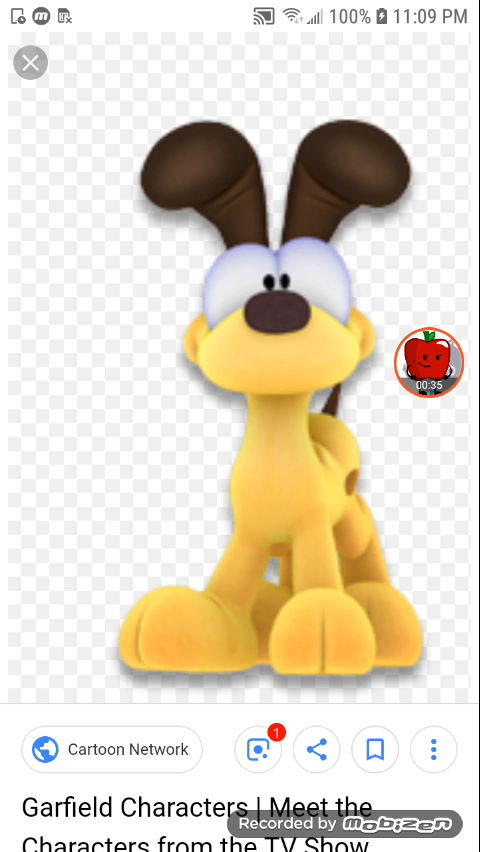 100% 11:09 PM
00:35
Cartoon Network
1
Garfield Characters | Meet the
Recorded by mobizen
Characters from the TV Show